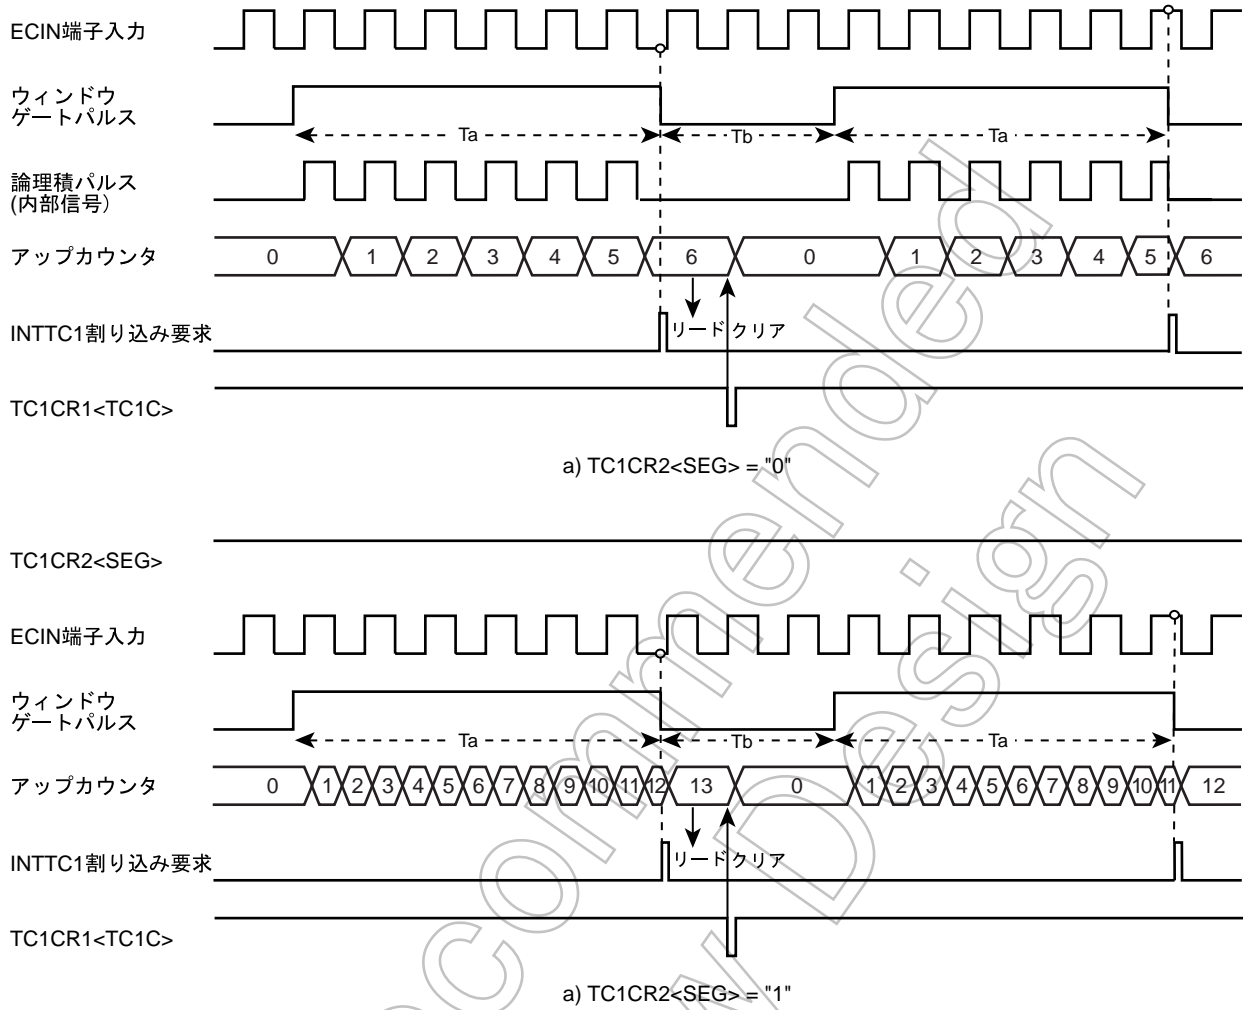 ECIN端子入力
ウィンドウ
ゲートパルス
Ta Tb Ta
論理積パルス
(内部信号）
アップカウンタ 0 1 2 3 4 5 6 0 1 2 3 4 5 6
リード クリア
INTTC1割り込み要求
TC1CR1<TC1C>
a) TC1CR2<SEG> = "0"
TC1CR2<SEG>
ECIN端子入力
ウィンドウ
ゲートパルス
Ta Tb Ta
アップカウンタ 0 1 2 3 4 5 6 7 8 9 10 11 12 13 0 1 2 3 4 5 6 7 8 9 10 11 12
リード クリア
INTTC1割り込み要求
TC1CR1<TC1C>
a) TC1CR2<SEG> = "1"
commended
w Design